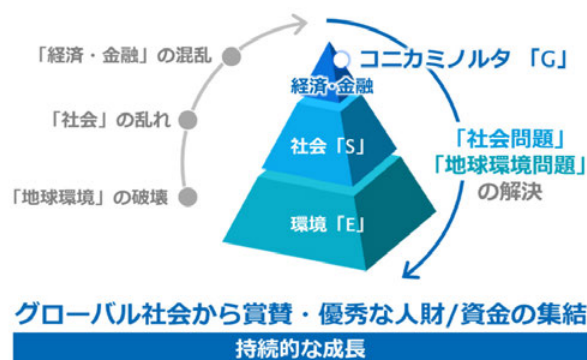 「経済・金融」の混乱
「社会」の乱れ
「地球環境」の破壊
コニカミノルタ 「G」
経済・金融
社会「S」
環境「E」
「社会問題」
「地球環境問題」
の解決
グローバル社会から賞賛・優秀な人財/資金の集結
持続的な成長